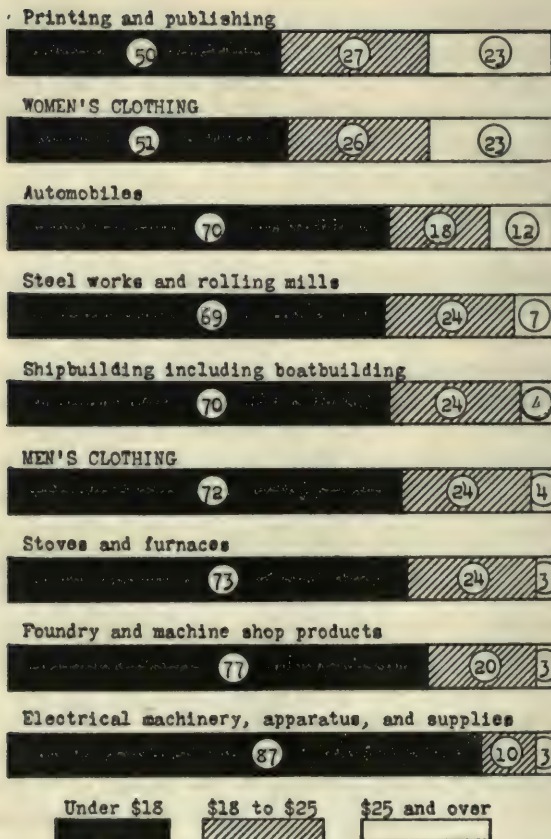 Printing and publishing
50 27 23
WOMEN'S CLOTHING
51 26 23
Automobiles
70 18 12
Steel works and rolling mills
69 24 7
Shipbuilding including boatbuilding
70 24
MEN'S CLOTHING
72 24 4
Stoves and furnaces
73 24 3
Foundry and machine shop products
77 20 3
Electrical machinery, apparatus, and supplies
87 10 3
Under $18 $18 to $25 $25 and over